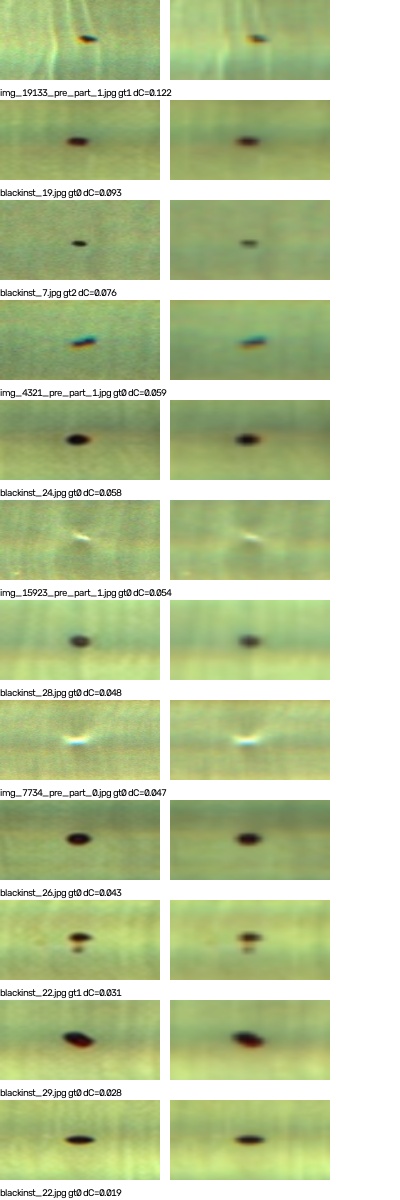 img_19133_pre_part_1.jpg gt1 dC=0.122
blackinst_19.jpg gt0 dC=0.093
blackinst_7.jpg gt2 dC=0.076
img_4321_pre_part_1.jpg gt0 dC=0.059
blackinst_24.jpg gt0 dC=0.058
img_15923_pre_part_1.jpg gt0 dC=0.054
blackinst_28.jpg gt0 dC=0.048
img_7734_pre_part_0.jpg gt0 dC=0.047
blackinst_26.jpg gt0 dC=0.043
blackinst_22.jpg gt1 dC=0.031
blackinst_29.jpg gt0 dC=0.028
blackinst_22.jpg gt0 dC=0.019